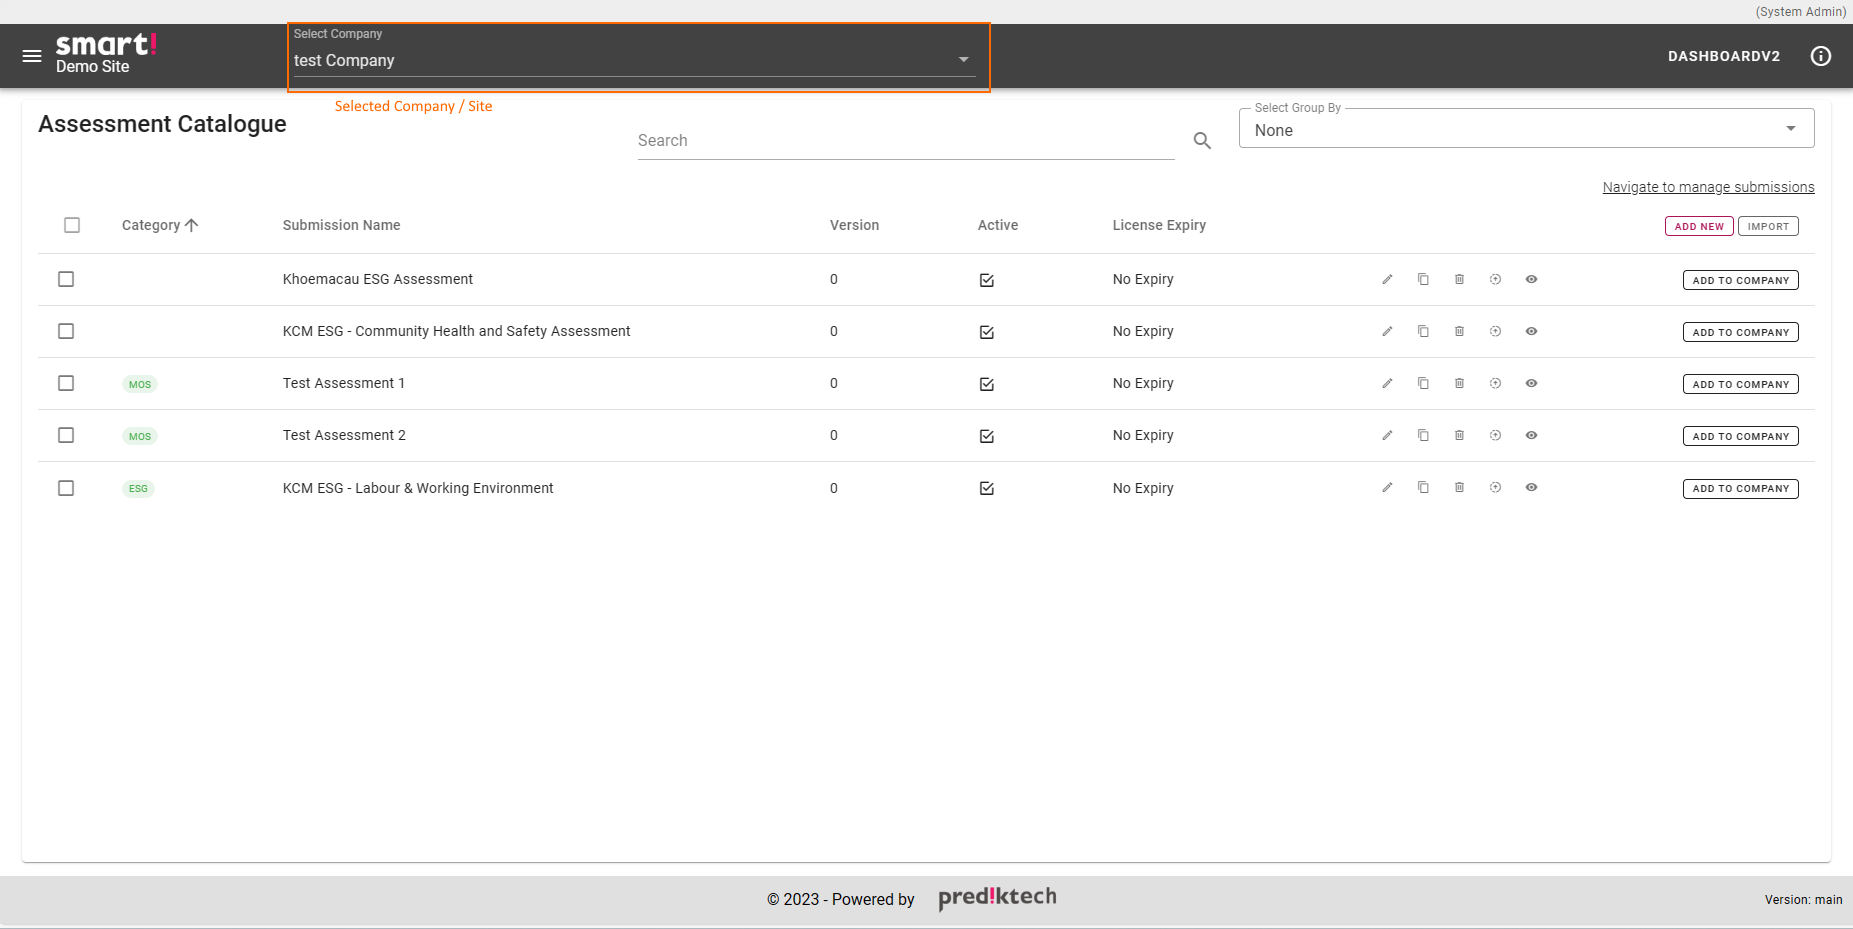 (System Admin)
smart!
Demo Site
Select Company
test Company
DASHBOARDV2
Selected Company / Site
Assessment Catalogue
Search
Select Group By
None
Navigate to manage submissions
Category Submission Name Version Active License Expiry ADD NEW IMPORT
Khoemacau ESG Assessment 0 No Expiry ADD TO COMPANY
KCM ESG - Community Health and Safety Assessment 0 No Expiry ADD TO COMPANY
MOS Test Assessment 1 0 No Expiry ADD TO COMPANY
MOS Test Assessment 2 0 No Expiry ADD TO COMPANY
ESG KCM ESG - Labour & Working Environment 0 No Expiry ADD TO COMPANY
© 2023 - Powered by pred!ktech
Version: main